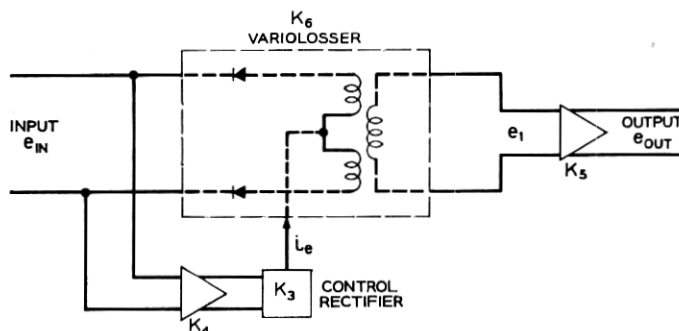 K6
VARIOLOSSER
INPUT
eIN
e1
OUTPUT
eOUT
K5
ie
K3
CONTROL
RECTIFIER
K4